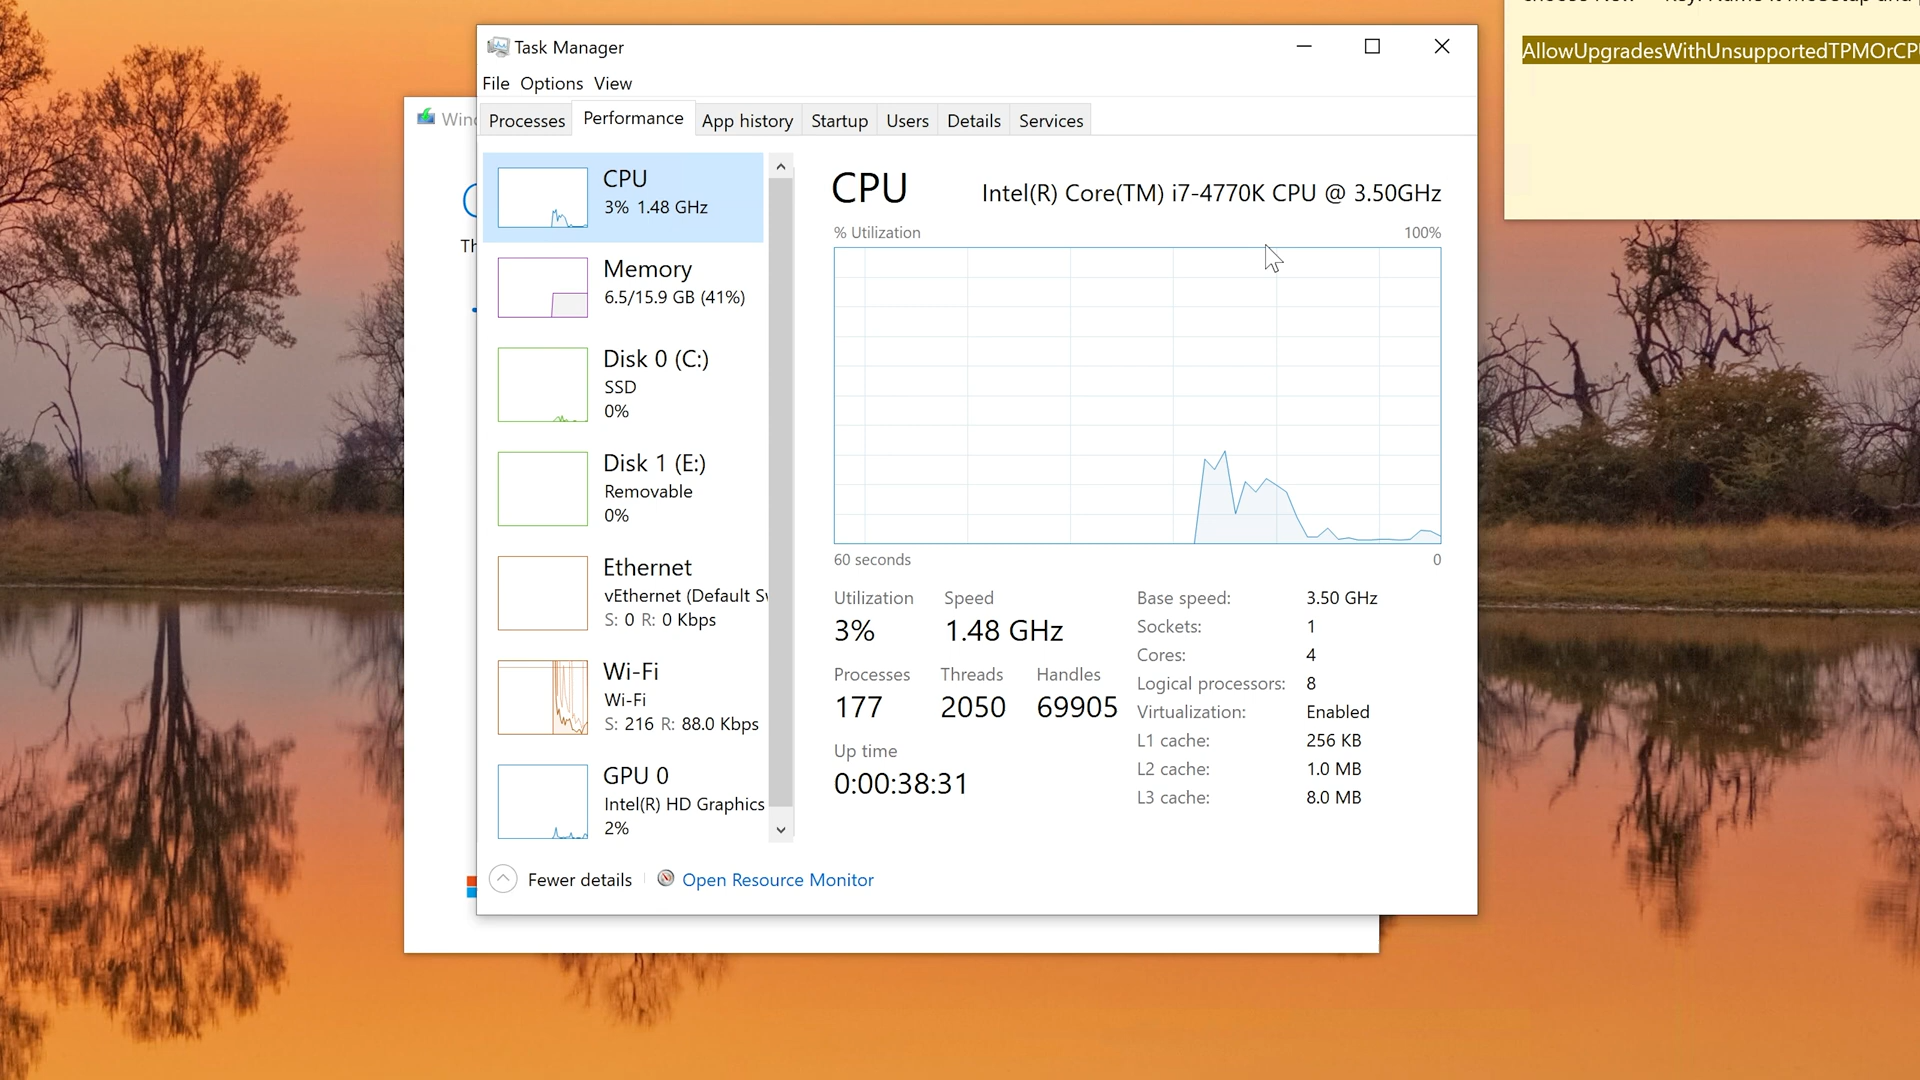 Task Manager
File Options View
Processes Performance App history Startup Users Details Services
CPU
3% 1.48 GHz
Memory
6.5/15.9 GB (41%)
Disk 0 (C:)
SSD
0%
Disk 1 (E:)
Removable
0%
Ethernet
vEthernet (Default
S: 0 R: 0 Kbps
Wi-Fi
Wi-Fi
S: 216 R: 88.0 Kbps
GPU 0
Intel(R) HD Graphics
2%
CPU Intel(R) Core(TM) i7-4770K CPU @ 3.50GHz
% Utilization 100%
60 seconds 0
Utilization Speed
3% 1.48 GHz
Processes Threads Handles
177 2050 69905
Up time
0:00:38:31
Base speed: 3.50 GHz
Sockets: 1
Cores: 4
Logical processors: 8
Virtualization: Enabled
L1 cache: 256 KB
L2 cache: 1.0 MB
L3 cache: 8.0 MB
Fewer details Open Resource Monitor
AllowUpgradesWithUnsupportedTPMOrCP